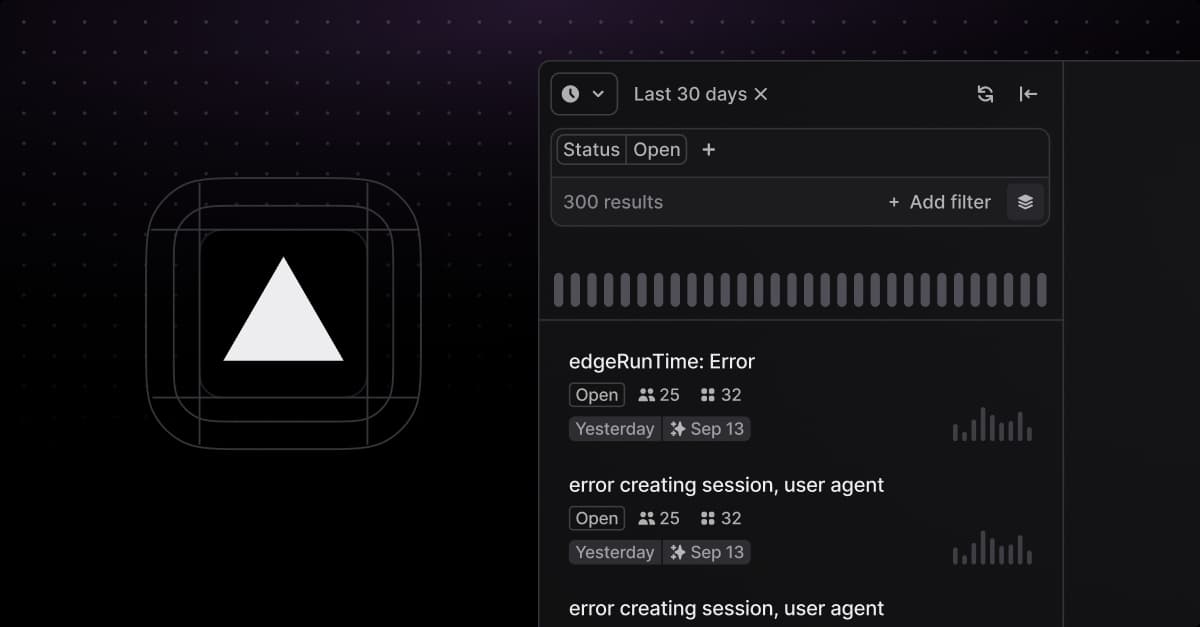 Last 30 days
Status Open +
300 results + Add filter
edgeRunTime: Error
Open 25 32
Yesterday Sep 13
error creating session, user agent
Open 25 32
Yesterday Sep 13
error creating session, user agent